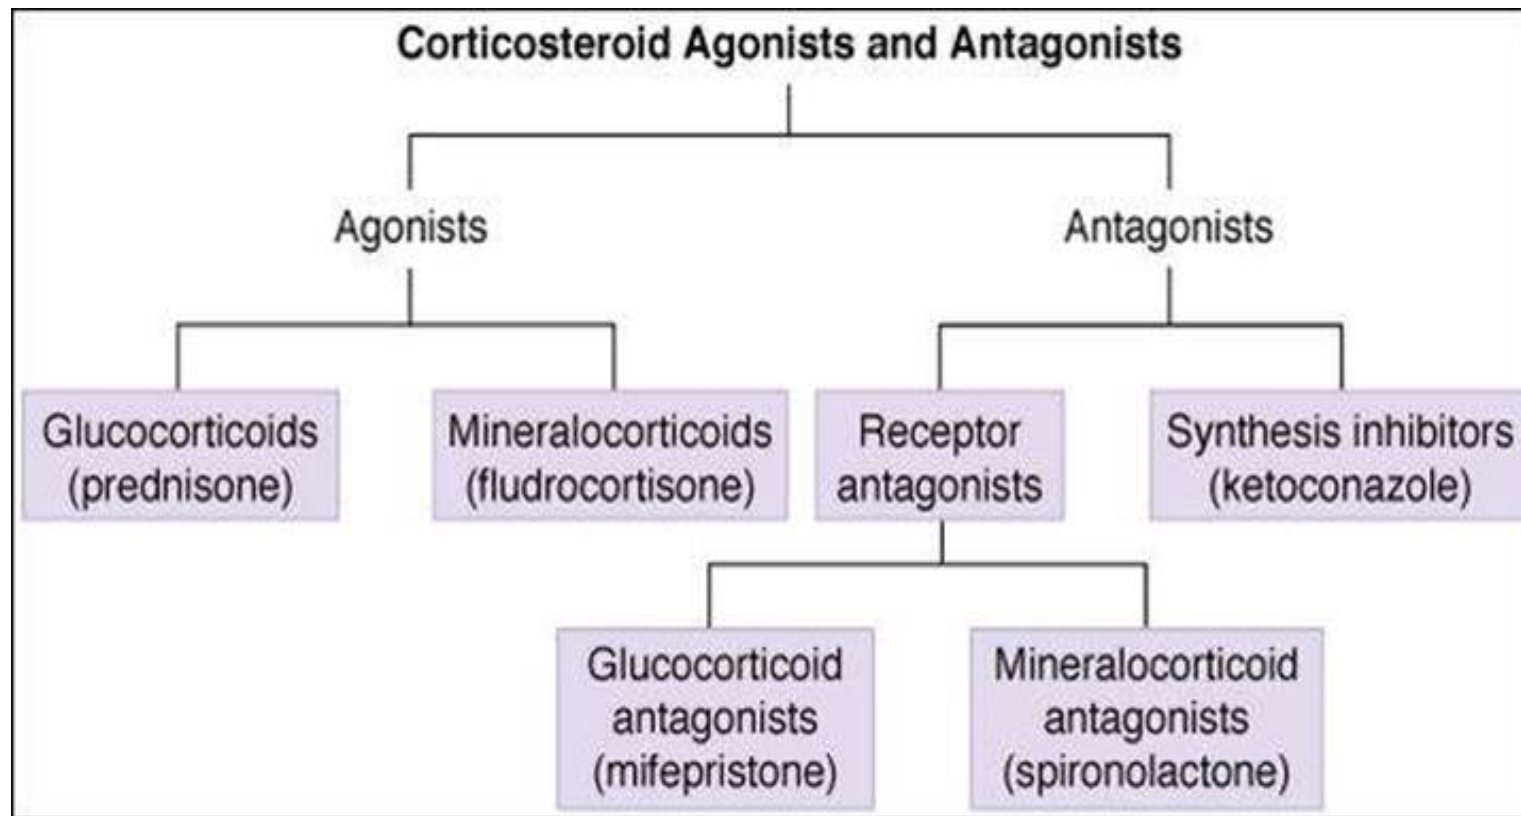 Corticosteroid Agonists and Antagonists
Agonists
Antagonists
Glucocorticoids
(prednisone)
Mineralocorticoids
(fludrocortisone)
Receptor
antagonists
Synthesis inhibitors
(ketoconazole)
Glucocorticoid
antagonists
(mifepristone)
Mineralocorticoid
antagonists
(spironolactone)